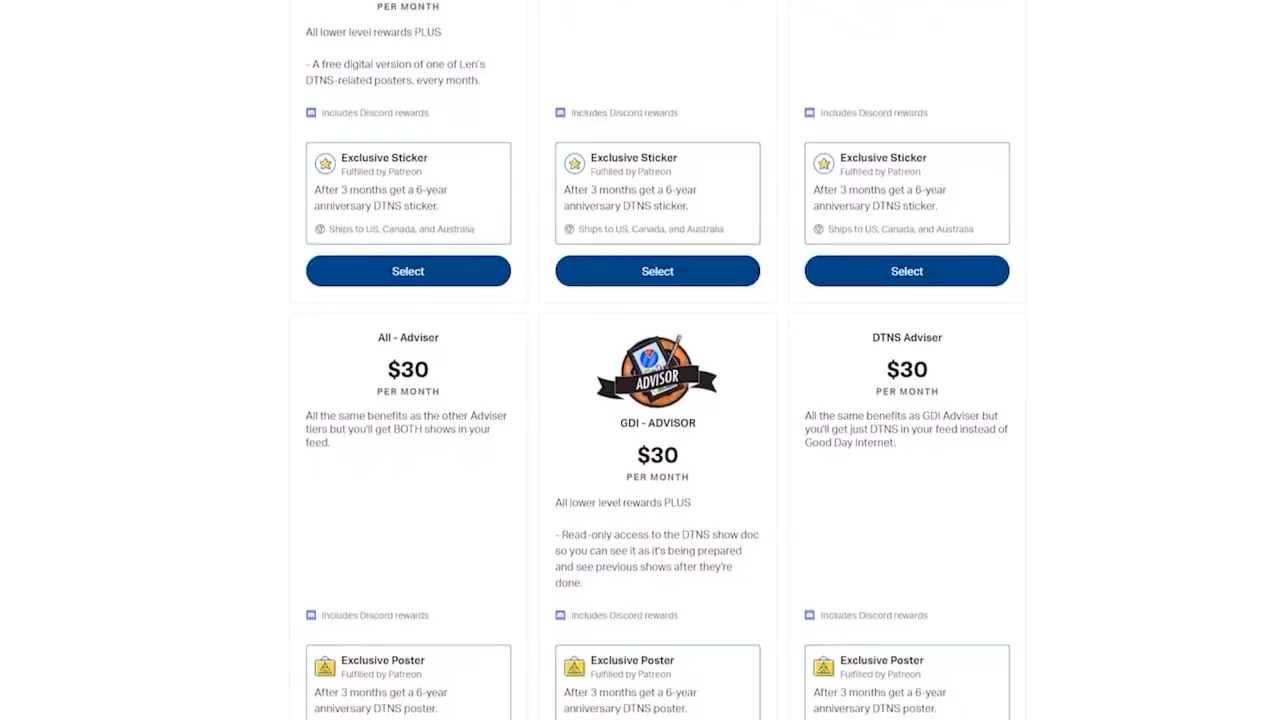 PER MONTH
All lower level rewards PLUS
- A free digital version of one of Len's
DTNS-related posters, every month.
Includes Discord rewards
Exclusive Sticker
Fulfilled by Patreon
After 3 months get a 6-year
anniversary DTNS sticker.
Ships to US, Canada, and Australia
Select
Includes Discord rewards
Exclusive Sticker
Fulfilled by Patreon
After 3 months get a 6-year
anniversary DTNS sticker.
Ships to US, Canada, and Australia
Select
Includes Discord rewards
Exclusive Sticker
Fulfilled by Patreon
After 3 months get a 6-year
anniversary DTNS sticker.
Ships to US, Canada, and Australia
Select
All - Adviser
$30
PER MONTH
All the same benefits as the other Adviser
tiers but you'll get BOTH shows in your
feed.
Includes Discord rewards
Exclusive Poster
Fulfilled by Patreon
After 3 months get a 6-year
anniversary DTNS poster.
ADVISOR
GDI - ADVISOR
$30
PER MONTH
All lower level rewards PLUS
- Read-only access to the DTNS show doc
so you can see it as it's being prepared
and see previous shows after they're
done.
Includes Discord rewards
Exclusive Poster
Fulfilled by Patreon
After 3 months get a 6-year
anniversary DTNS poster.
DTNS Adviser
$30
PER MONTH
All the same benefits as GDI Adviser but
you'll get just DTNS in your feed instead of
Good Day Internet.
Includes Discord rewards
Exclusive Poster
Fulfilled by Patreon
After 3 months get a 6-year
anniversary DTNS poster.